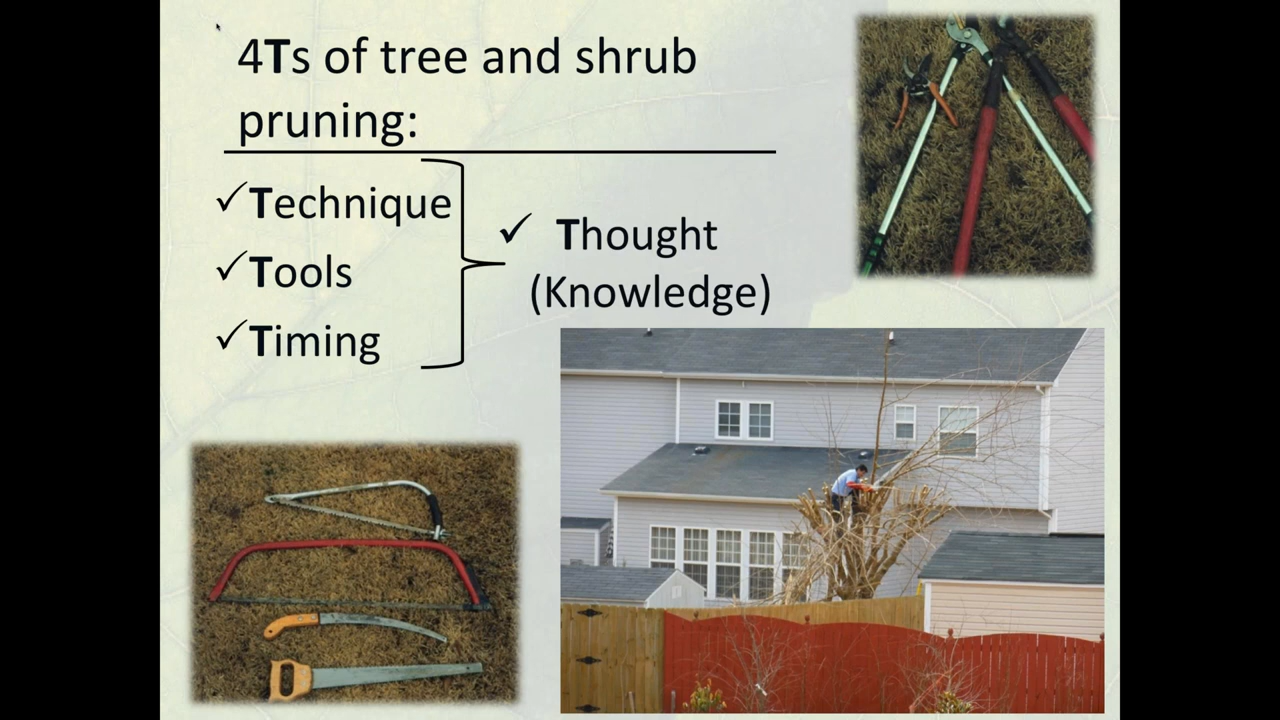 4Ts of tree and shrub
pruning:
✓Technique
✓Tools
✓Timing
✓ Thought
(Knowledge)